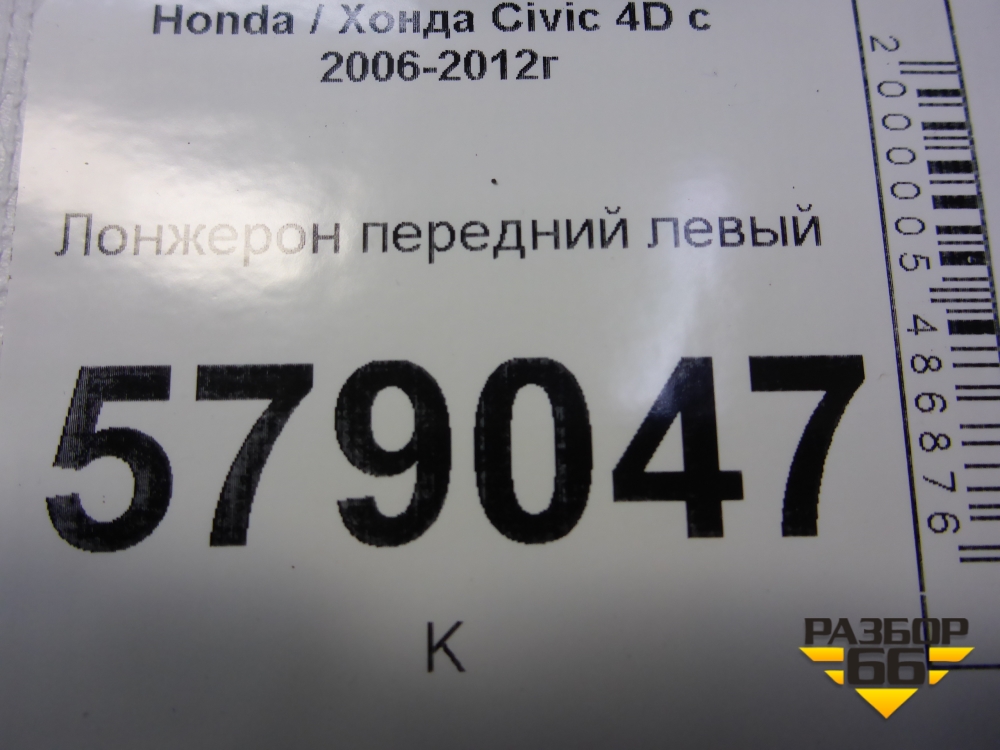 Honda / Хонда Civic 4D с
2006-2012г
Лонжерон передний левый
579047
К
2000005486876
РАЗБОР
66